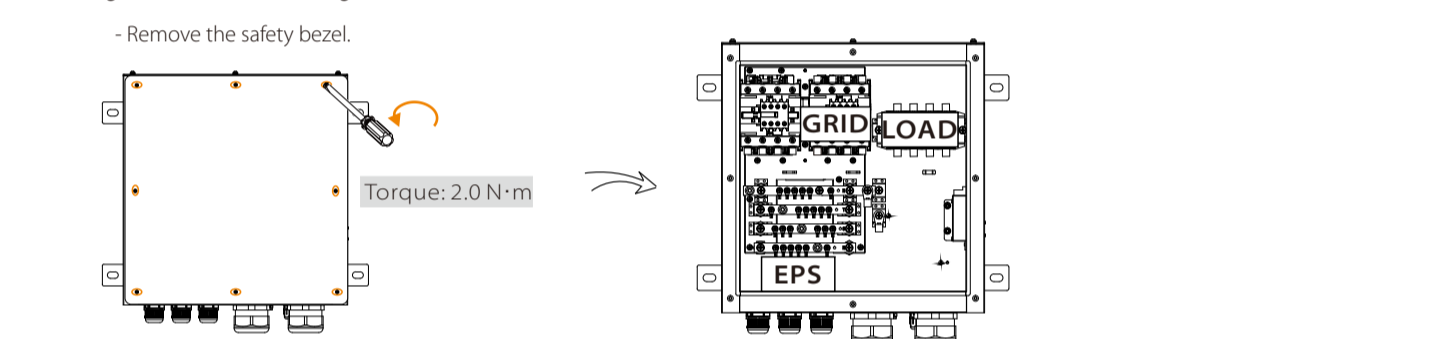 - Remove the safety bezel.
Torque: 2.0 N·m
GRID
LOAD
EPS